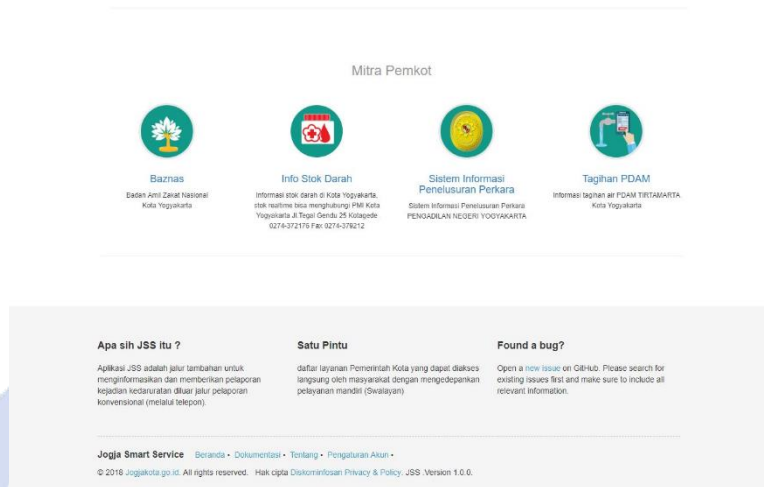 Mitra Pemkot
Baznas
Badan Amil Zakat Nasional
Kota Yogyakarta
Info Stok Darah
Informasi stok darah di Kota Yogyakarta,
stok realtime bisa menghubungi PMI Kota
Yogyakarta Jl.Tegal Gendu 25 Kotagede
0274-372176 Fax 0274-379212
Sistem Informasi
Penelusuran Perkara
Sistem Informasi Penelusuran Perkara
PENGADILAN NEGERI YOGYAKARTA
Tagihan PDAM
Informasi tagihan air PDAM TIRTAMARTA
Kota Yogyakarta
Apa sih JSS itu ?
Aplikasi JSS adalah jalur tambahan untuk
menginformasikan dan memberikan pelaporan
kejadian kedaruratan diluar jalur pelaporan
konvensional (melalui telepon).
Satu Pintu
daftar layanan Pemerintah Kota yang dapat diakses
langsung oleh masyarakat dengan mengedepankan
pelayanan mandiri (Swalayan)
Found a bug?
Open a new issue on GitHub. Please search for
existing issues first and make sure to include all
relevant information.
Jogja Smart Service Beranda • Dokumentasi • Tentang • Pengaturan Akun •
© 2018 Jogjakota.go.id. All rights reserved. Hak cipta Diskominfosan Privacy & Policy. JSS .Version 1.0.0.